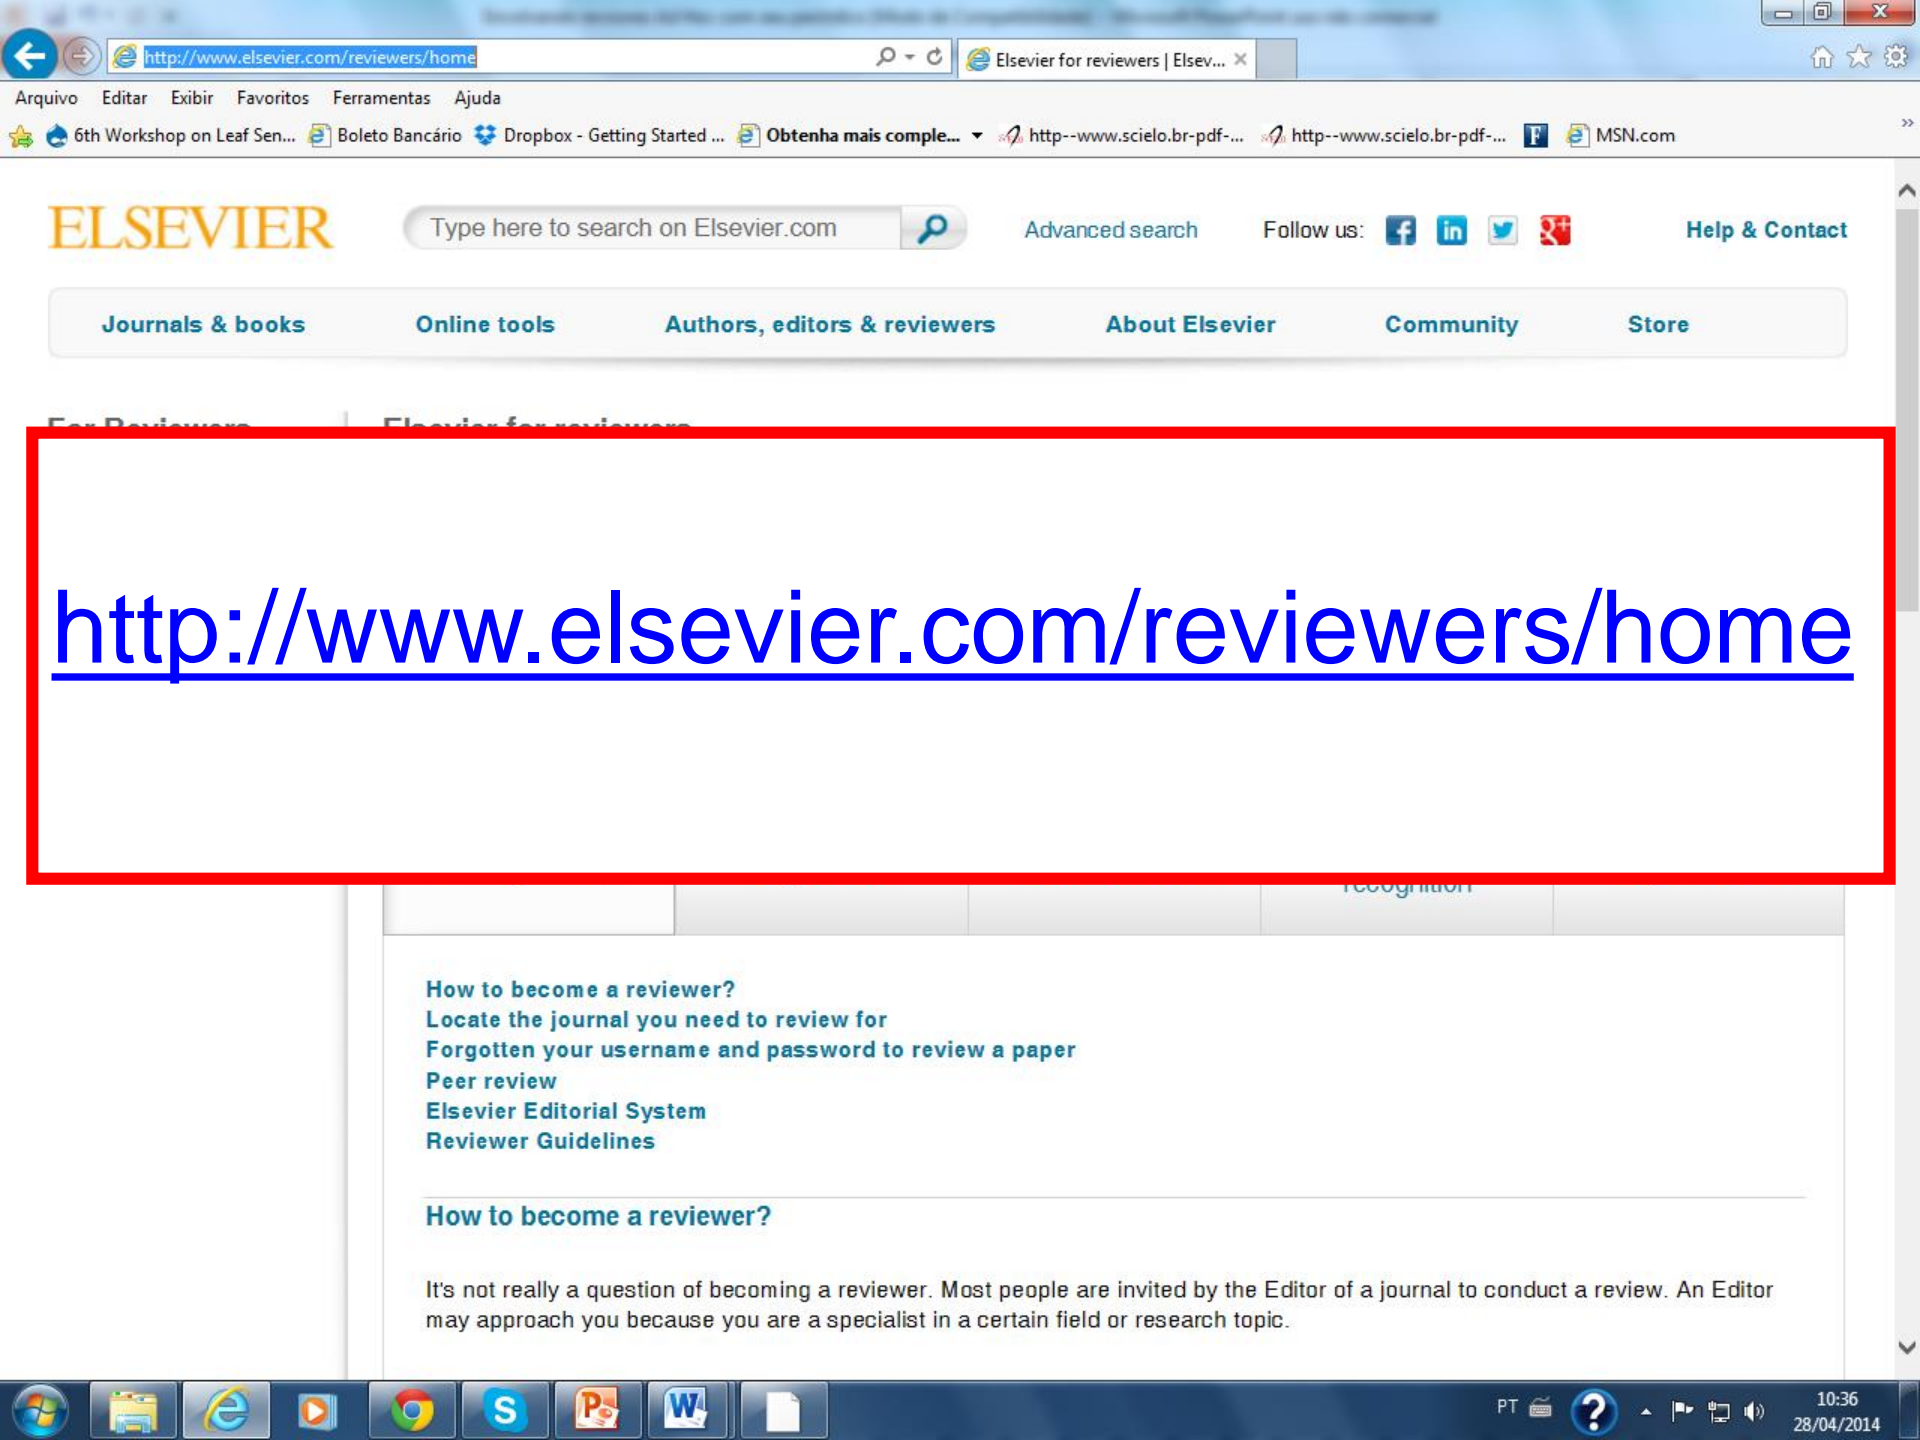 http://www.elsevier.com/reviewers/home
Elsevier for reviewers | Elsev...
Arquivo Editar Exibir Favoritos Ferramentas Ajuda
6th Workshop on Leaf Sen... Boleto Bancário Dropbox - Getting Started ... Obtenha mais comple... http--www.scielo.br-pdf-... http--www.scielo.br-pdf-... MSN.com
ELSEVIER Type here to search on Elsevier.com Advanced search Follow us: Help & Contact
Journals & books Online tools Authors, editors & reviewers About Elsevier Community Store
For Reviewers Elsevier for reviewers
http://www.elsevier.com/reviewers/home
recognition
How to become a reviewer?
Locate the journal you need to review for
Forgotten your username and password to review a paper
Peer review
Elsevier Editorial System
Reviewer Guidelines
How to become a reviewer?
It's not really a question of becoming a reviewer. Most people are invited by the Editor of a journal to conduct a review. An Editor
may approach you because you are a specialist in a certain field or research topic.
PT 10:36
28/04/2014